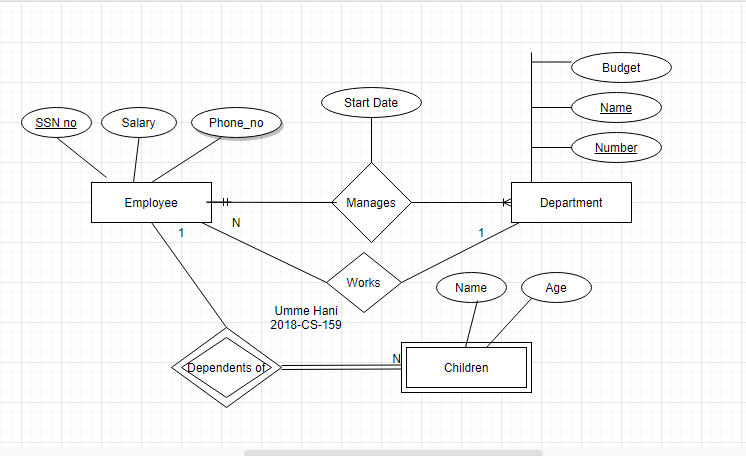 Budget
Start Date
Name
SSN no
Salary
Phone_no
Number
Employee
Manages
Department
N
1
1
Works
Name
Age
Umme Hani
2018-CS-159
N
Dependents of
Children